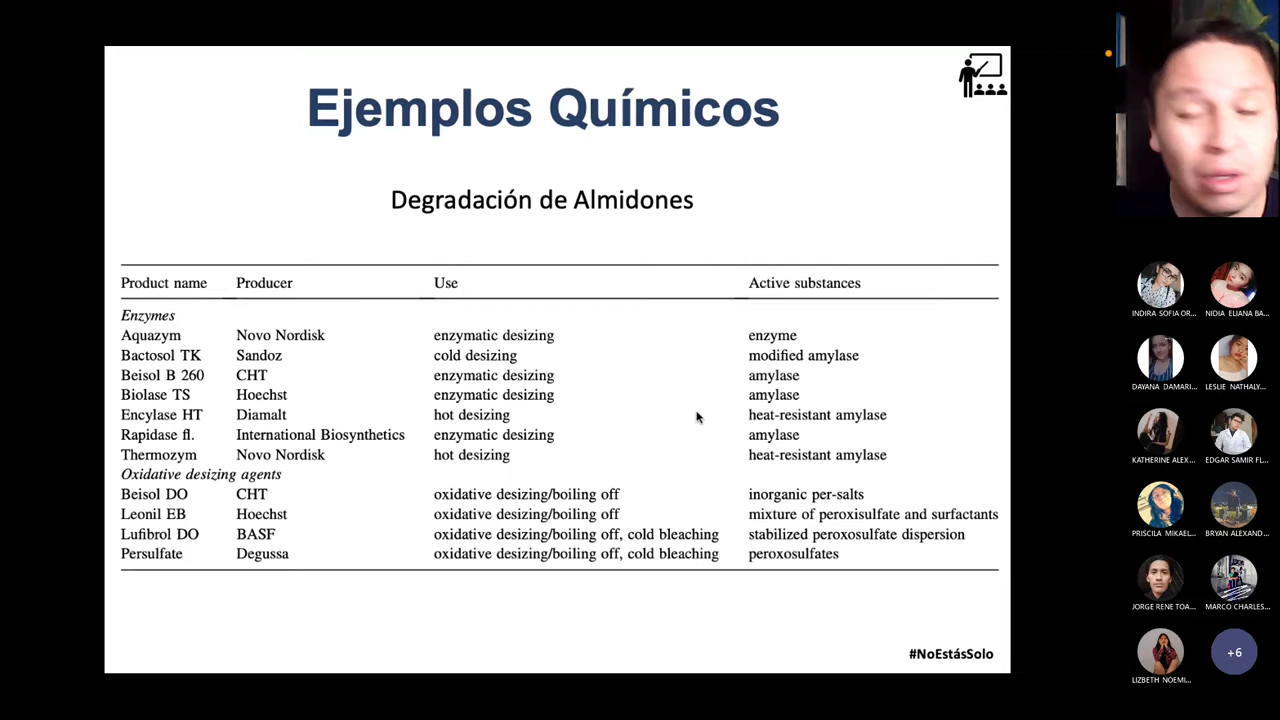 Ejemplos Químicos
Degradación de Almidones
Product name Producer Use Active substances
Enzymes
Aquazym Novo Nordisk enzymatic desizing enzyme
Bactosol TK Sandoz cold desizing modified amylase
Beisol B 260 CHT enzymatic desizing amylase
Biolase TS Hoechst enzymatic desizing amylase
Encylase HT Diamalt hot desizing heat-resistant amylase
Rapidase fl. International Biosynthetics enzymatic desizing amylase
Thermozym Novo Nordisk hot desizing heat-resistant amylase
Oxidative desizing agents
Beisol DO CHT oxidative desizing/boiling off inorganic per-salts
Leonil EB Hoechst oxidative desizing/boiling off mixture of peroxisulfate and surfactants
Lufibrol DO BASF oxidative desizing/boiling off, cold bleaching stabilized peroxosulfate dispersion
Persulfate Degussa oxidative desizing/boiling off, cold bleaching peroxosulfates
#NoEstásSolo
INDIRA SOFIA OR... NIDIA ELIANA BA...
DAYANA DAMARI... LESLIE NATHALY...
KATHERINE ALEX... EDGAR SAMIR FL...
PRISCILA MIKAEL... BRYAN ALEXAND...
JORGE RENE TOA... MARCO CHARLES...
LIZBETH NOEMI... +6